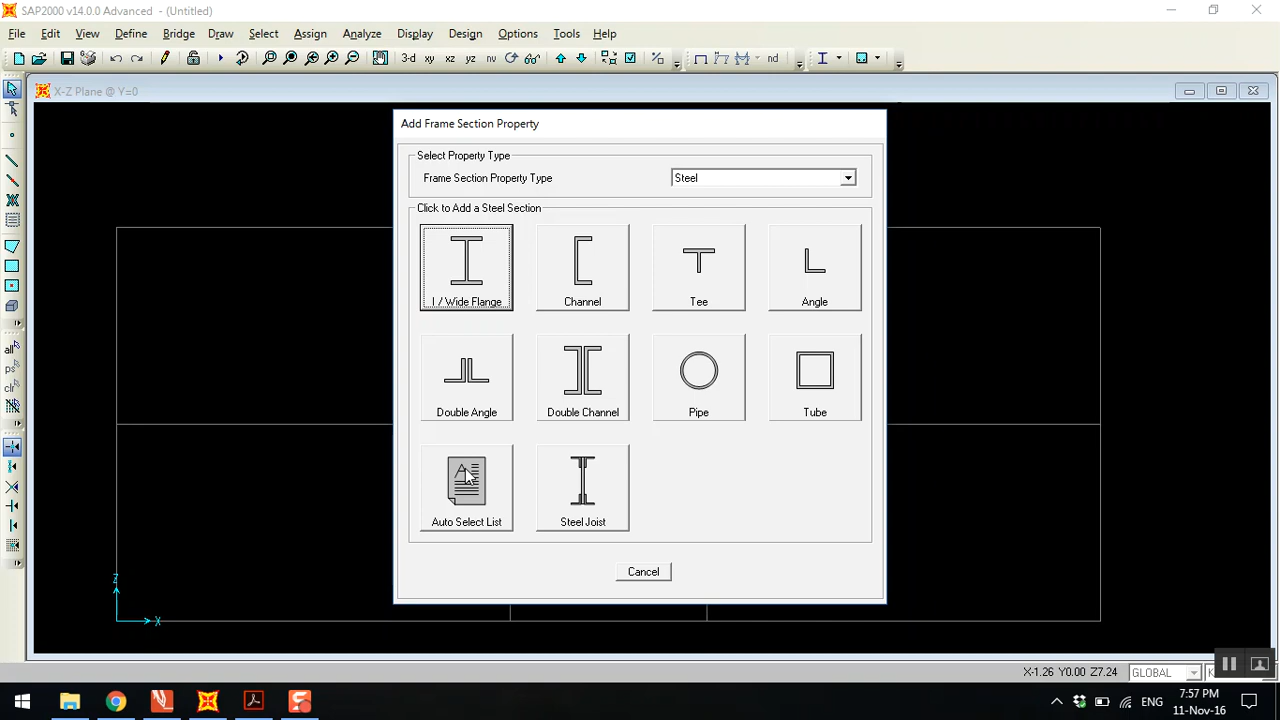 SAP2000 v14.0.0 Advanced - (Untitled)
File Edit View Define Bridge Draw Select Assign Analyze Display Design Options Tools Help
3-d xy xz yz nv nd
X-Z Plane @ Y=0
Add Frame Section Property
Select Property Type
Frame Section Property Type Steel
Click to Add a Steel Section
I / Wide Flange Channel Tee Angle
Double Angle Double Channel Pipe Tube
Auto Select List Steel Joist
Cancel
all
ps
clr
Z
X
X-1.26 Y0.00 Z7.24 GLOBAL
ENG
7:57 PM
11-Nov-16